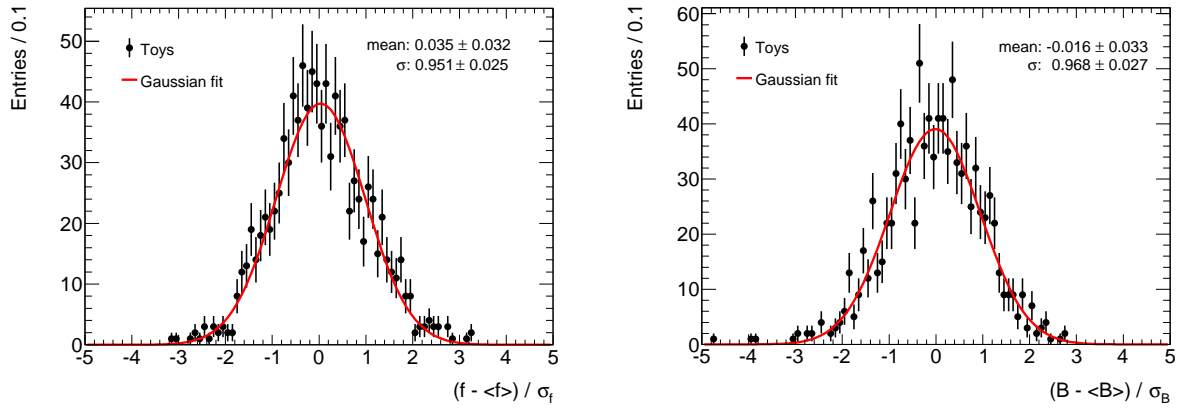 Entries / 0.1
50
40
30
20
10
0
Toys
Gaussian fit
mean: 0.035 ± 0.032
σ: 0.951 ± 0.025
-5 -4 -3 -2 -1 0 1 2 3 4 5
(f - <f>) / σf
Entries / 0.1
60
50
40
30
20
10
0
Toys
Gaussian fit
mean: -0.016 ± 0.033
σ: 0.968 ± 0.027
-5 -4 -3 -2 -1 0 1 2 3 4 5
(B - <B>) / σB